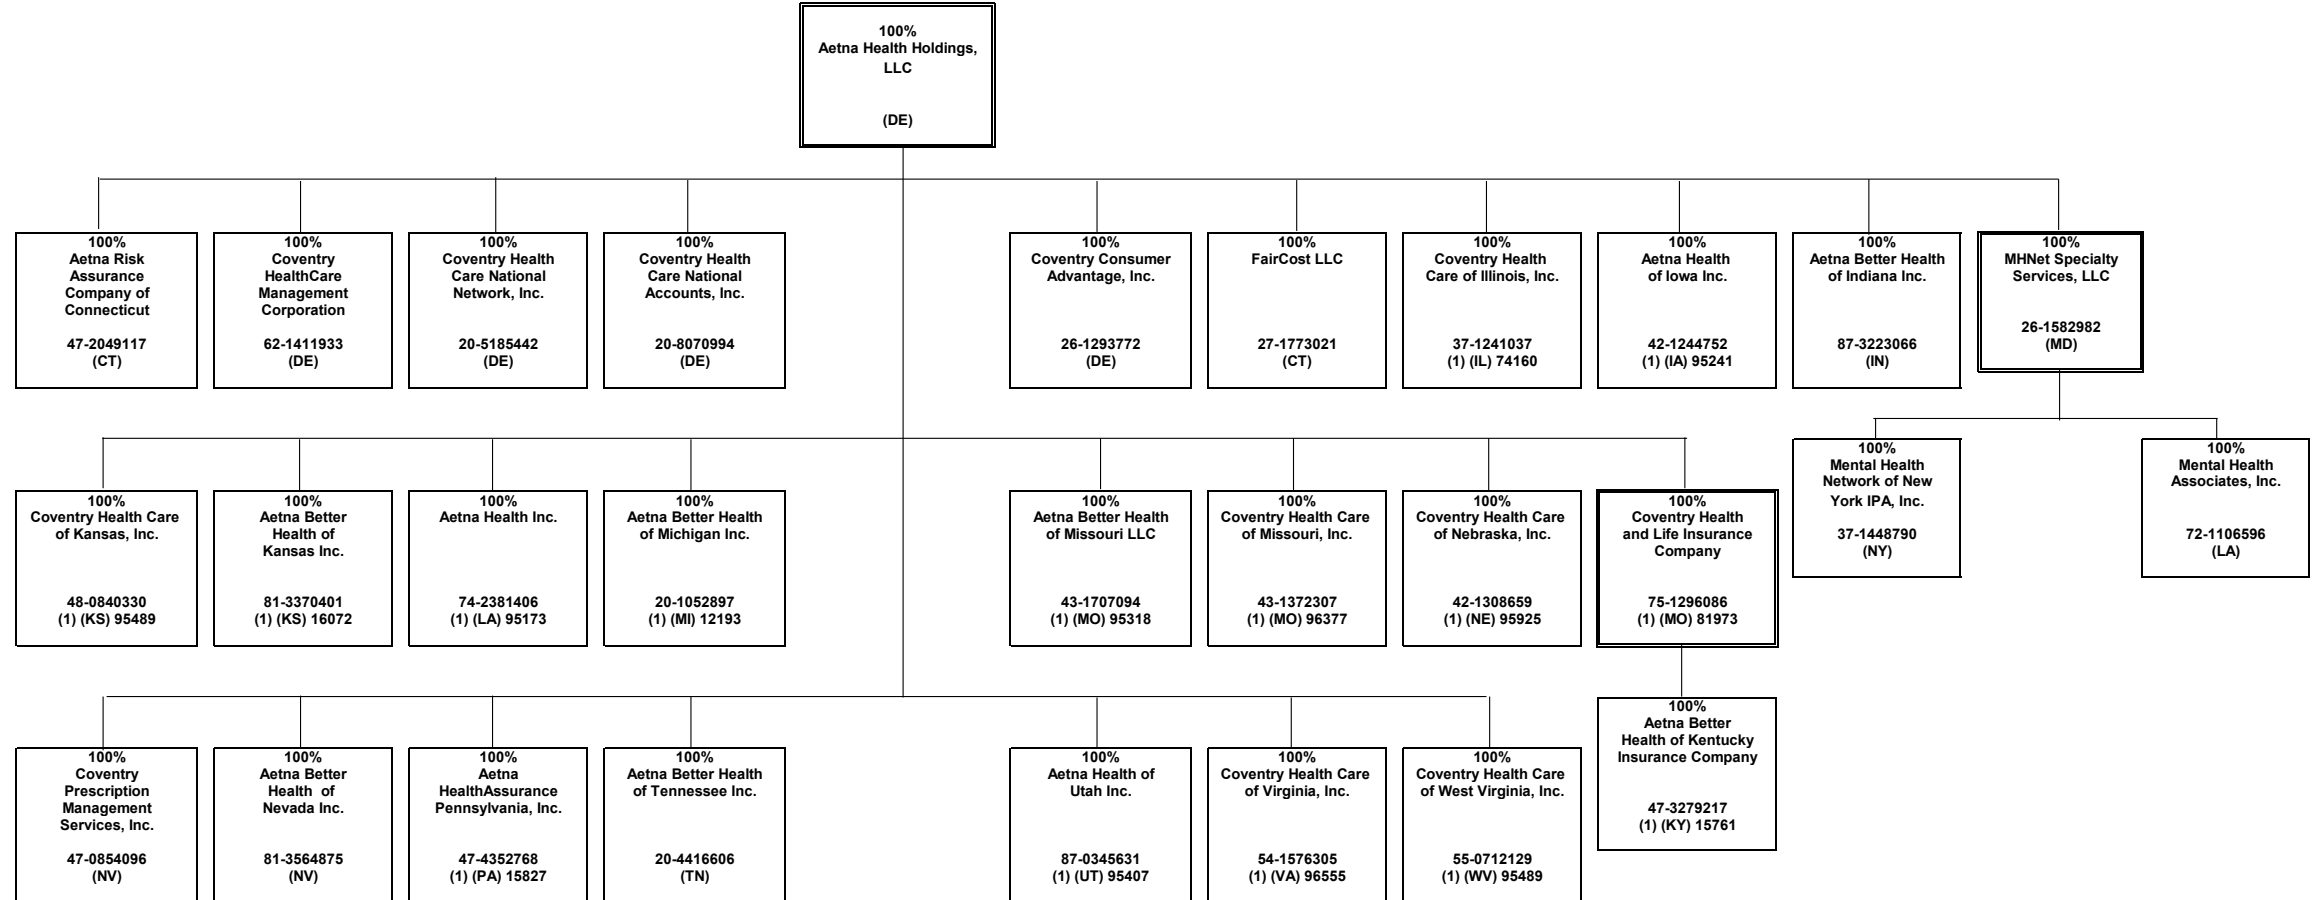 100%
Aetna Health Holdings,
LLC
(DE)
100%
Aetna Risk
Assurance
Company of
Connecticut
47-2049117
(CT)
100%
Coventry
HealthCare
Management
Corporation
62-1411933
(DE)
100%
Coventry Health
Care National
Network, Inc.
20-5185442
(DE)
100%
Coventry Health
Care National
Accounts, Inc.
20-8070994
(DE)
100%
Coventry Consumer
Advantage, Inc.
26-1293772
(DE)
100%
FairCost LLC
27-1773021
(CT)
100%
Coventry Health
Care of Illinois, Inc.
37-1241037
(1) (IL) 74160
100%
Aetna Health
of Iowa Inc.
42-1244752
(1) (IA) 95241
100%
Aetna Better Health
of Indiana Inc.
87-3223066
(IN)
100%
MHNet Specialty
Services, LLC
26-1582982
(MD)
100%
Mental Health
Network of New
York IPA, Inc.
37-1448790
(NY)
100%
Mental Health
Associates, Inc.
72-1106596
(LA)
100%
Coventry Health Care
of Kansas, Inc.
48-0840330
(1) (KS) 95489
100%
Aetna Better
Health of
Kansas Inc.
81-3370401
(1) (KS) 16072
100%
Aetna Health Inc.
74-2381406
(1) (LA) 95173
100%
Aetna Better Health
of Michigan Inc.
20-1052897
(1) (MI) 12193
100%
Aetna Better Health
of Missouri LLC
43-1707094
(1) (MO) 95318
100%
Coventry Health Care
of Missouri, Inc.
43-1372307
(1) (MO) 96377
100%
Coventry Health Care
of Nebraska, Inc.
42-1308659
(1) (NE) 95925
100%
Coventry Health
and Life Insurance
Company
75-1296086
(1) (MO) 81973
100%
Aetna Better
Health of Kentucky
Insurance Company
47-3279217
(1) (KY) 15761
100%
Coventry
Prescription
Management
Services, Inc.
47-0854096
(NV)
100%
Aetna Better
Health of
Nevada Inc.
81-3564875
(NV)
100%
Aetna
HealthAssurance
Pennsylvania, Inc.
47-4352768
(1) (PA) 15827
100%
Aetna Better Health
of Tennessee Inc.
20-4416606
(TN)
100%
Aetna Health of
Utah Inc.
87-0345631
(1) (UT) 95407
100%
Coventry Health Care
of Virginia, Inc.
54-1576305
(1) (VA) 96555
100%
Coventry Health Care
of West Virginia, Inc.
55-0712129
(1) (WV) 95489